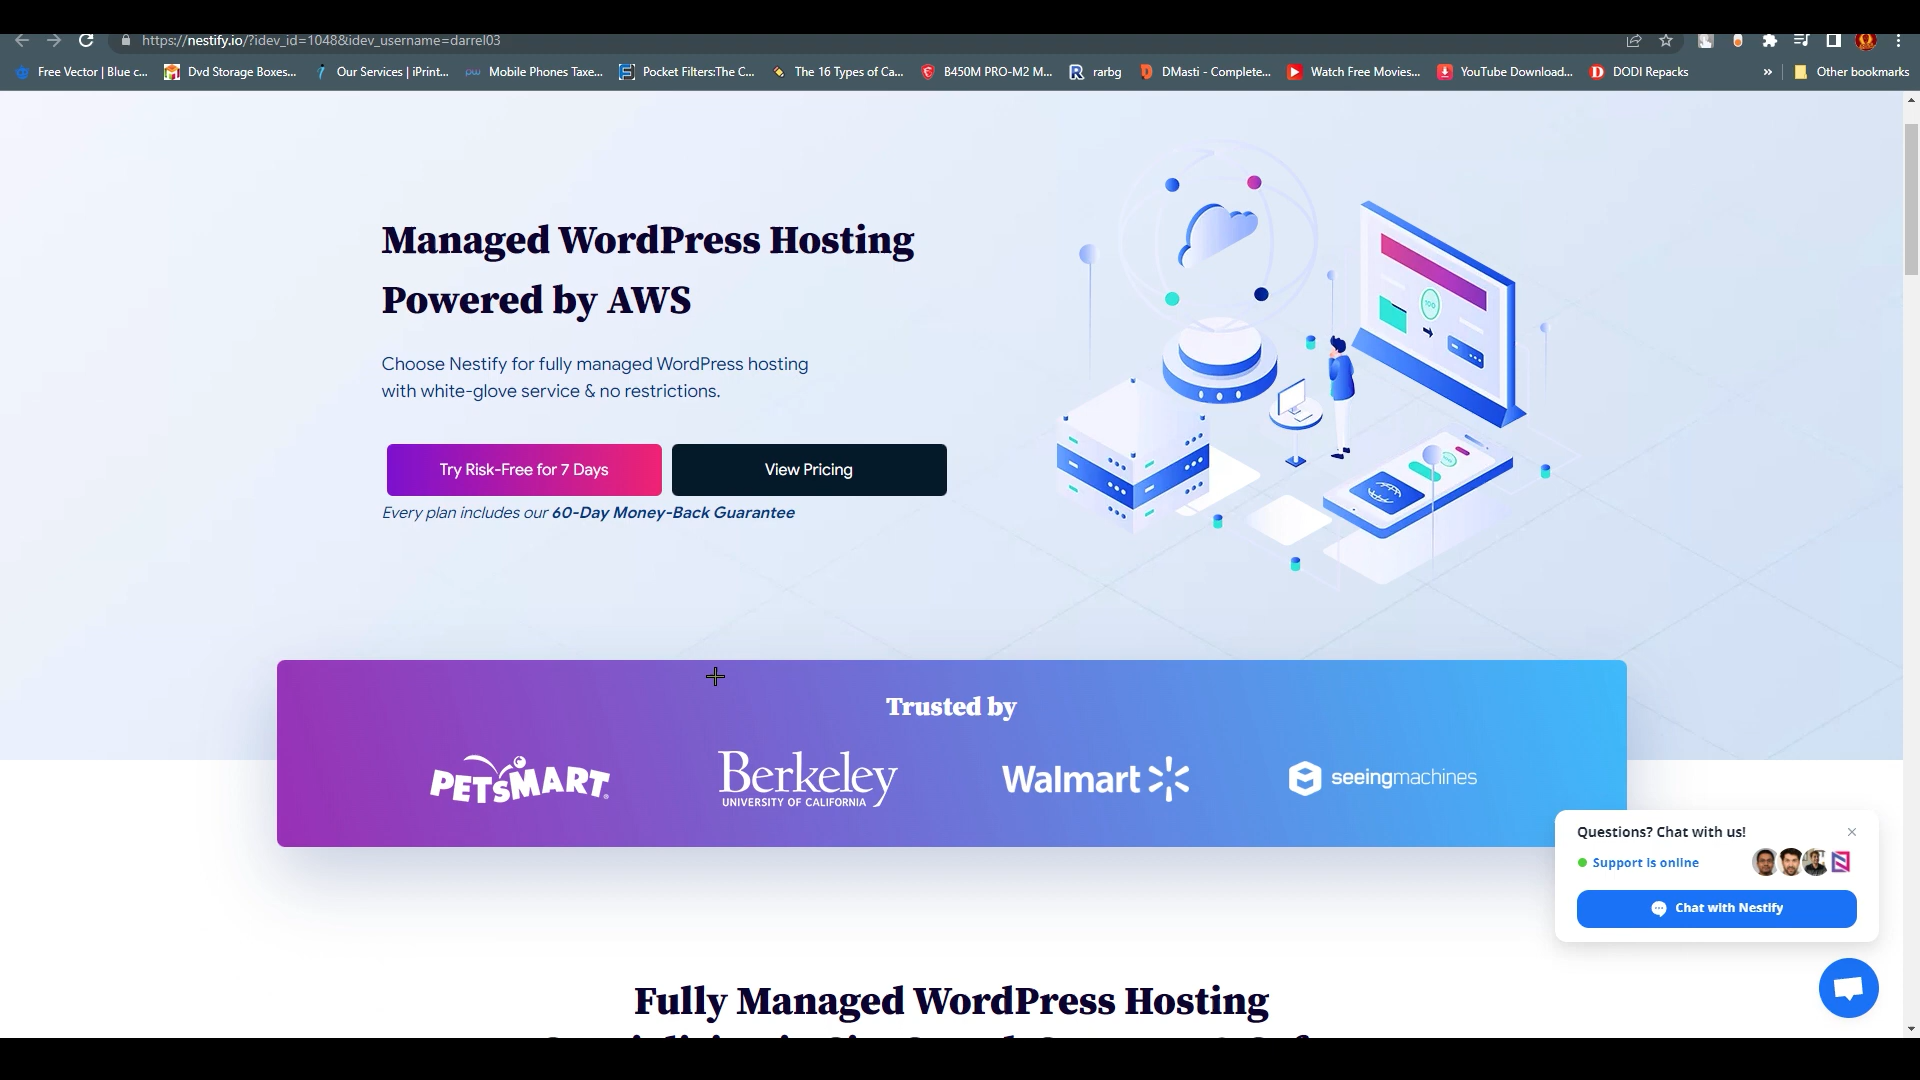 https://nestify.io/?idev_id=1048&idev_username=darrel03
Free Vector | Blue c...
Dvd Storage Boxes...
Our Services | iPrint...
Mobile Phones Taxe...
Pocket Filters:The C...
The 16 Types of Ca...
B450M PRO-M2 M...
rarbg
DMasti - Complete...
Watch Free Movies...
YouTube Download...
DODI Repacks
»
Other bookmarks
Managed WordPress Hosting
Powered by AWS
Choose Nestify for fully managed WordPress hosting
with white-glove service & no restrictions.
Try Risk-Free for 7 Days
View Pricing
Every plan includes our 60-Day Money-Back Guarantee
Trusted by
PETSMART
Berkeley
UNIVERSITY OF CALIFORNIA
Walmart
seeingmachines
Questions? Chat with us!
Support is online
Chat with Nestify
Fully Managed WordPress Hosting